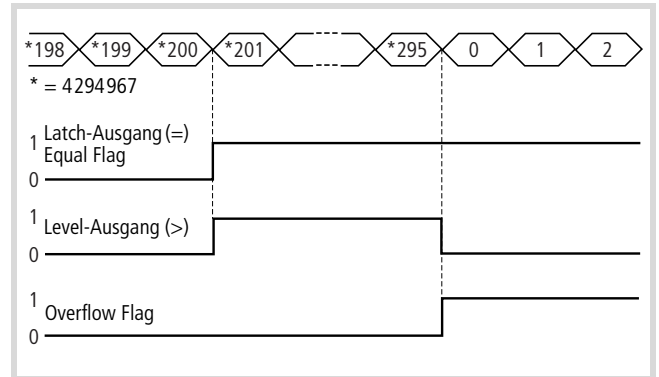 *198 *199 *200 *201 *295 0 1 2
* = 4294967
1 Latch-Ausgang (=)
Equal Flag
0
1 Level-Ausgang (>)
0
1 Overflow Flag
0